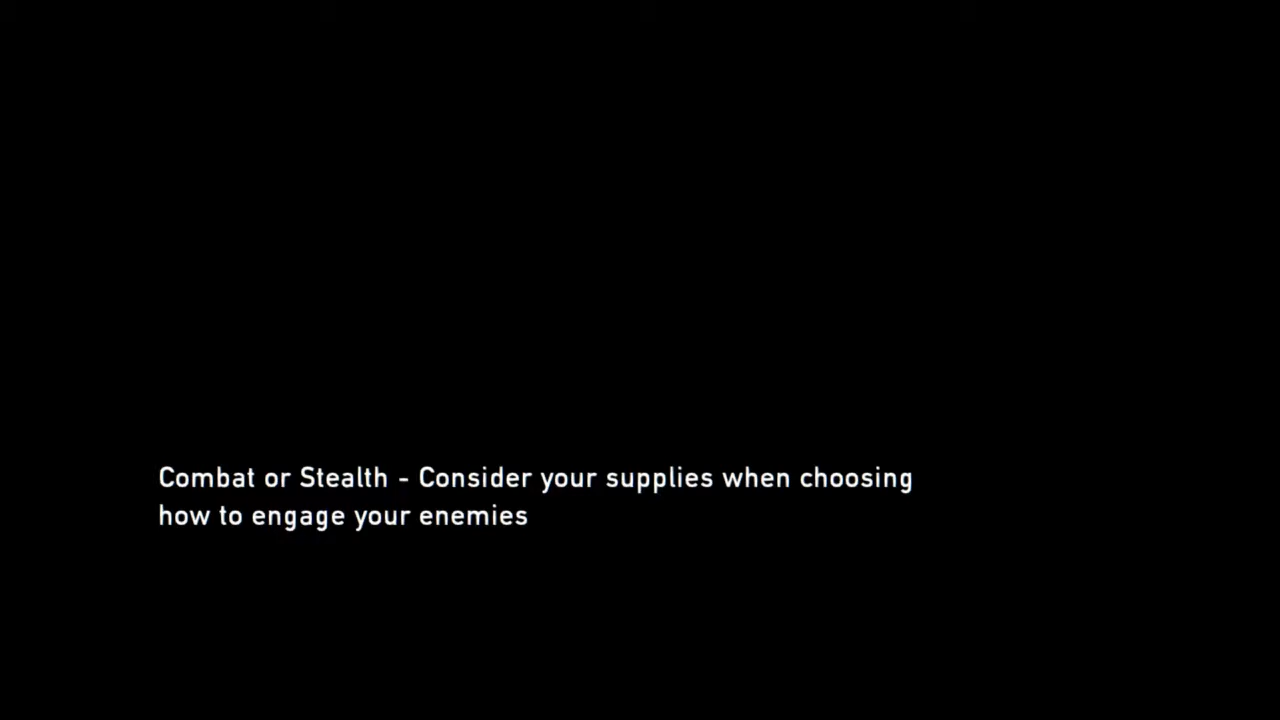 Combat or Stealth - Consider your supplies when choosing
how to engage your enemies